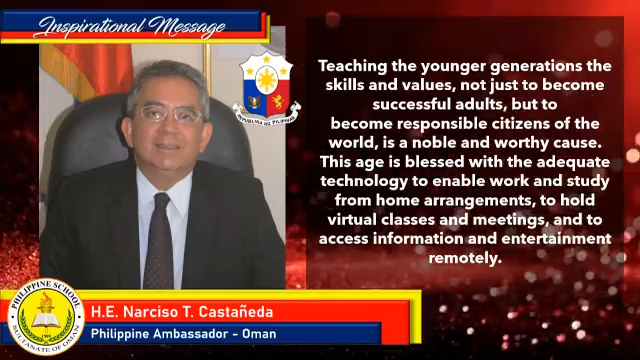 Inspirational Message
REPUBLIKA NG PILIPINAS
Teaching the younger generations the
skills and values, not just to become
successful adults, but to
become responsible citizens of the
world, is a noble and worthy cause.
This age is blessed with the adequate
technology to enable work and study
from home arrangements, to hold
virtual classes and meetings, and to
access information and entertainment
remotely.
PHILIPPINE SCHOOL
SULTANATE OF OMAN
H.E. Narciso T. Castañeda
Philippine Ambassador - Oman